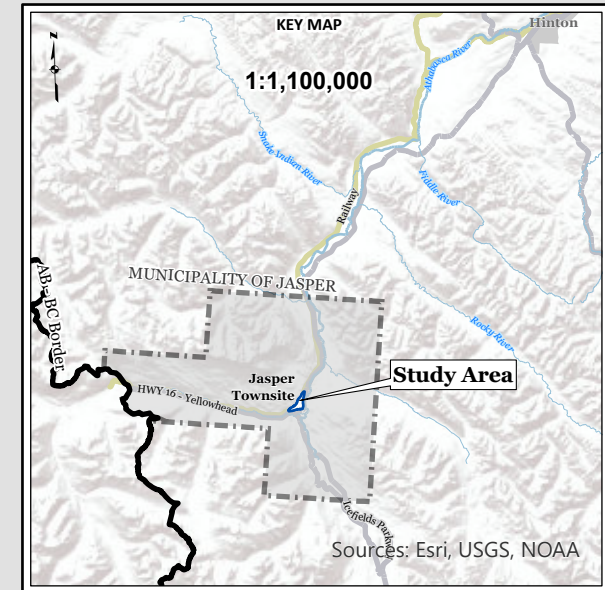 KEY MAP
Hinton
N
1:1,100,000
Athabasca River
Snake Indian River
Fiddle River
Railway
MUNICIPALITY OF JASPER
AB - BC Border
Rocky River
Jasper
Townsite
Study Area
HWY 16 - Yellowhead
Icefields Parkway
Sources: Esri, USGS, NOAA